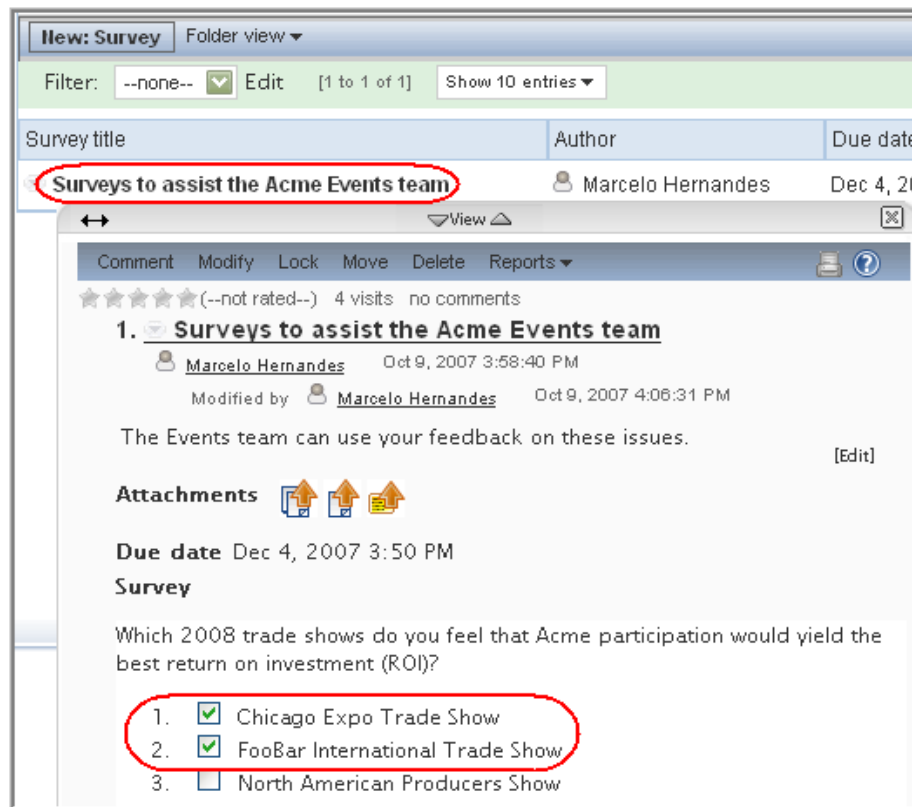 New: Survey Folder view
Filter: --none-- Edit [1 to 1 of 1] Show 10 entries
Survey title Author Due date
Surveys to assist the Acme Events team Marcelo Hernandes Dec 4,
View
Comment Modify Lock Move Delete Reports
(--not rated--) 4 visits no comments
1. Surveys to assist the Acme Events team
Marcelo Hernandes Oct 9, 2007 3:58:40 PM
Modified by Marcelo Hernandes Oct 9, 2007 4:06:31 PM
The Events team can use your feedback on these issues.
[Edit]
Attachments
Due date Dec 4, 2007 3:50 PM
Survey
Which 2008 trade shows do you feel that Acme participation would yield the
best return on investment (ROI)?
1. Chicago Expo Trade Show
2. FooBar International Trade Show
3. North American Producers Show